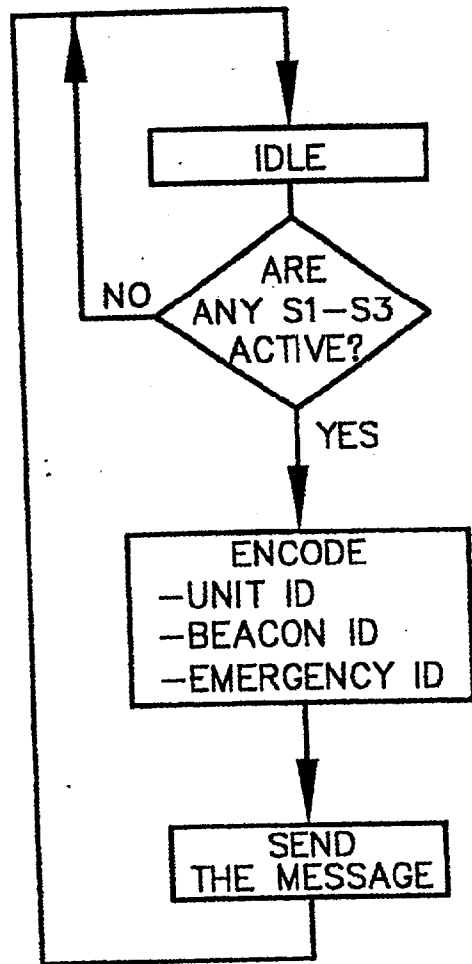 IDLE
ARE
ANY S1-S3
ACTIVE?
NO
YES
ENCODE
-UNIT ID
-BEACON ID
-EMERGENCY ID
SEND
THE MESSAGE